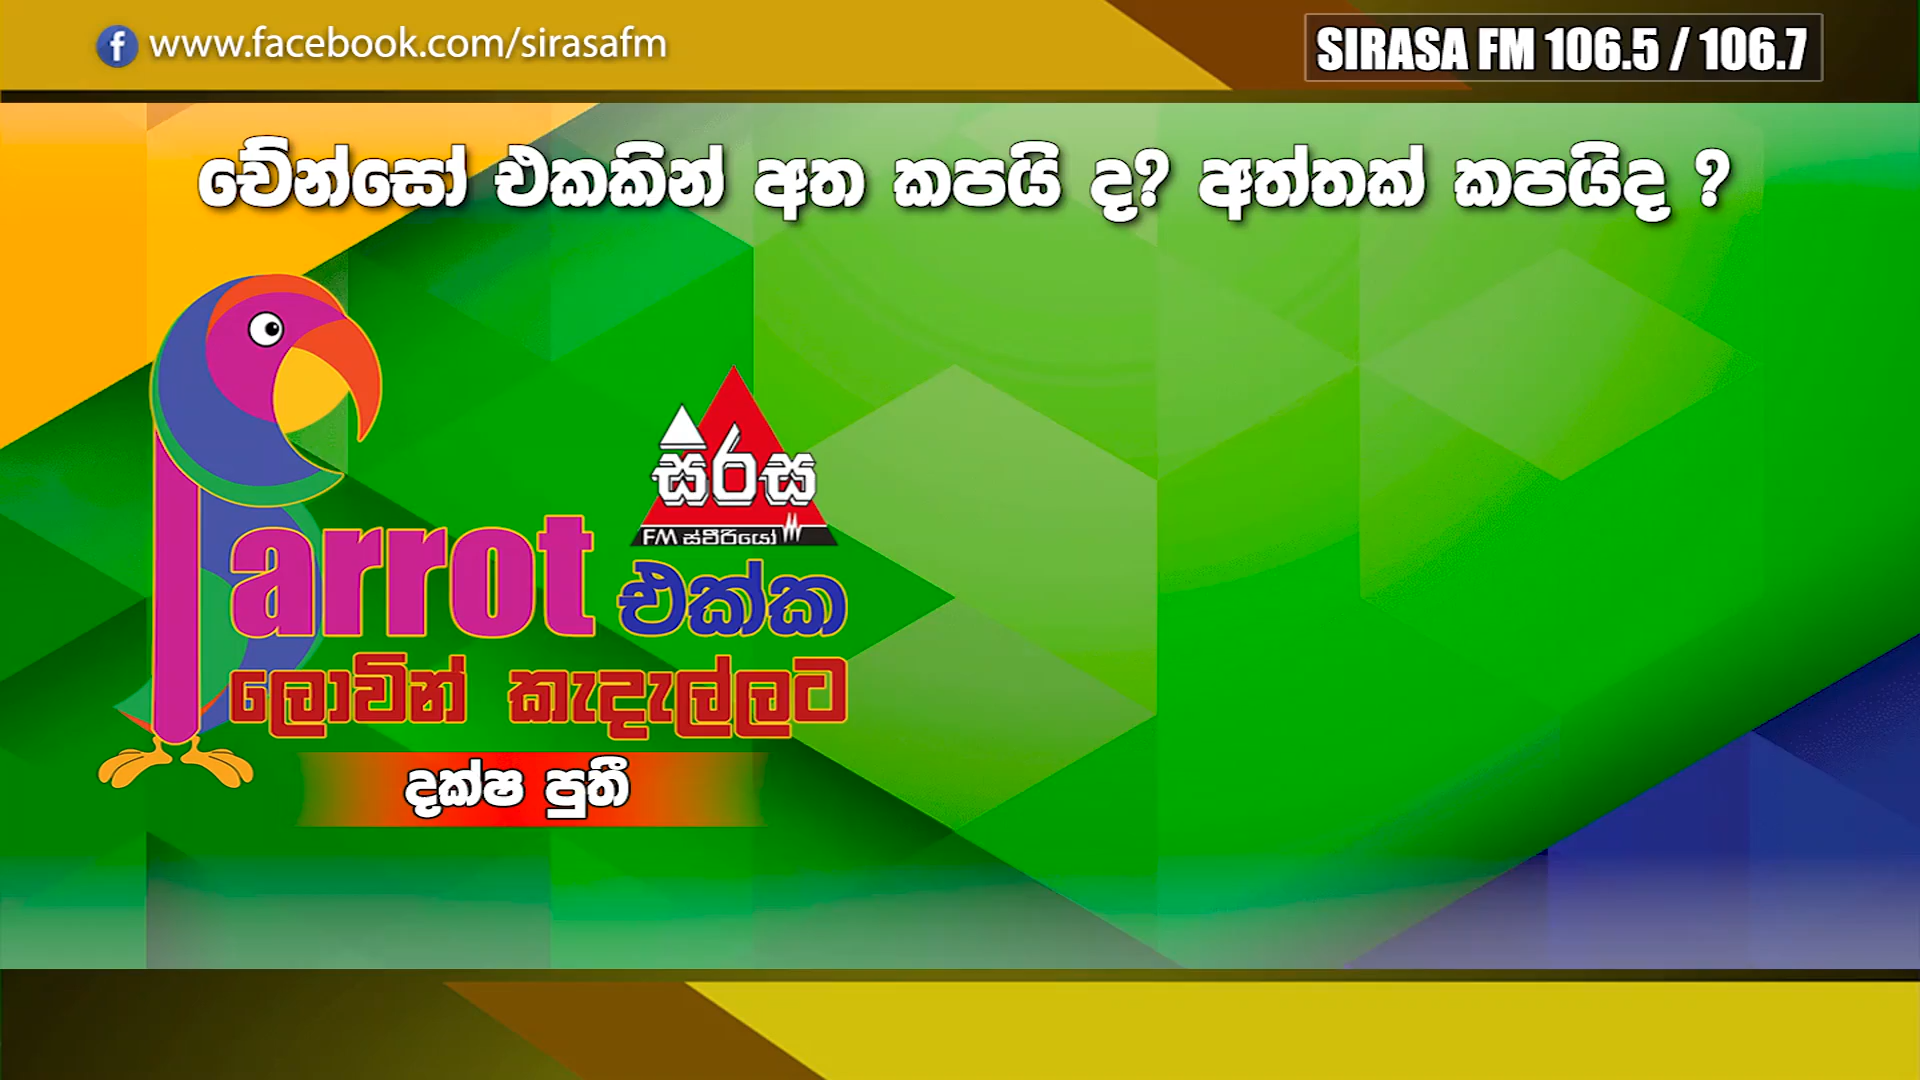 www.facebook.com/sirasafm
SIRASA FM 106.5 / 106.7
චේන්සෝ එකකින් අත කපයි ද? අත්තක් කපයිද ?
සිරස
FM ස්ටීරියෝ
Parrot එක්ක
ලොවින් කැදැල්ලට
දක්ෂ පුතී